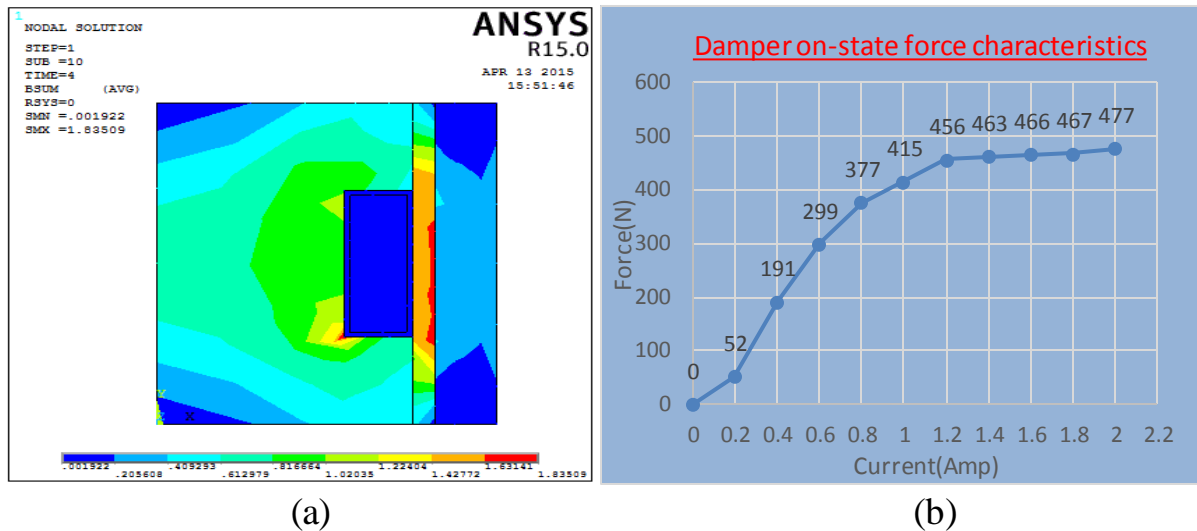 1
NODAL SOLUTION
STEP=1
SUB =10
TIME=4
BSUM (AVG)
RSYS=0
SMN =.001922
SMX =1.83509
ANSYS
R15.0
APR 13 2015
15:51:46
Y
Z X
.001922 .205608 .409293 .612979 .816664 1.02035 1.22404 1.42772 1.63141 1.83509
(a)
Damper on-state force characteristics
Force(N)
600
500
400
300
200
100
0
0 52 191 299 377 415 456 463 466 467 477
0 0.2 0.4 0.6 0.8 1 1.2 1.4 1.6 1.8 2 2.2
Current(Amp)
(b)